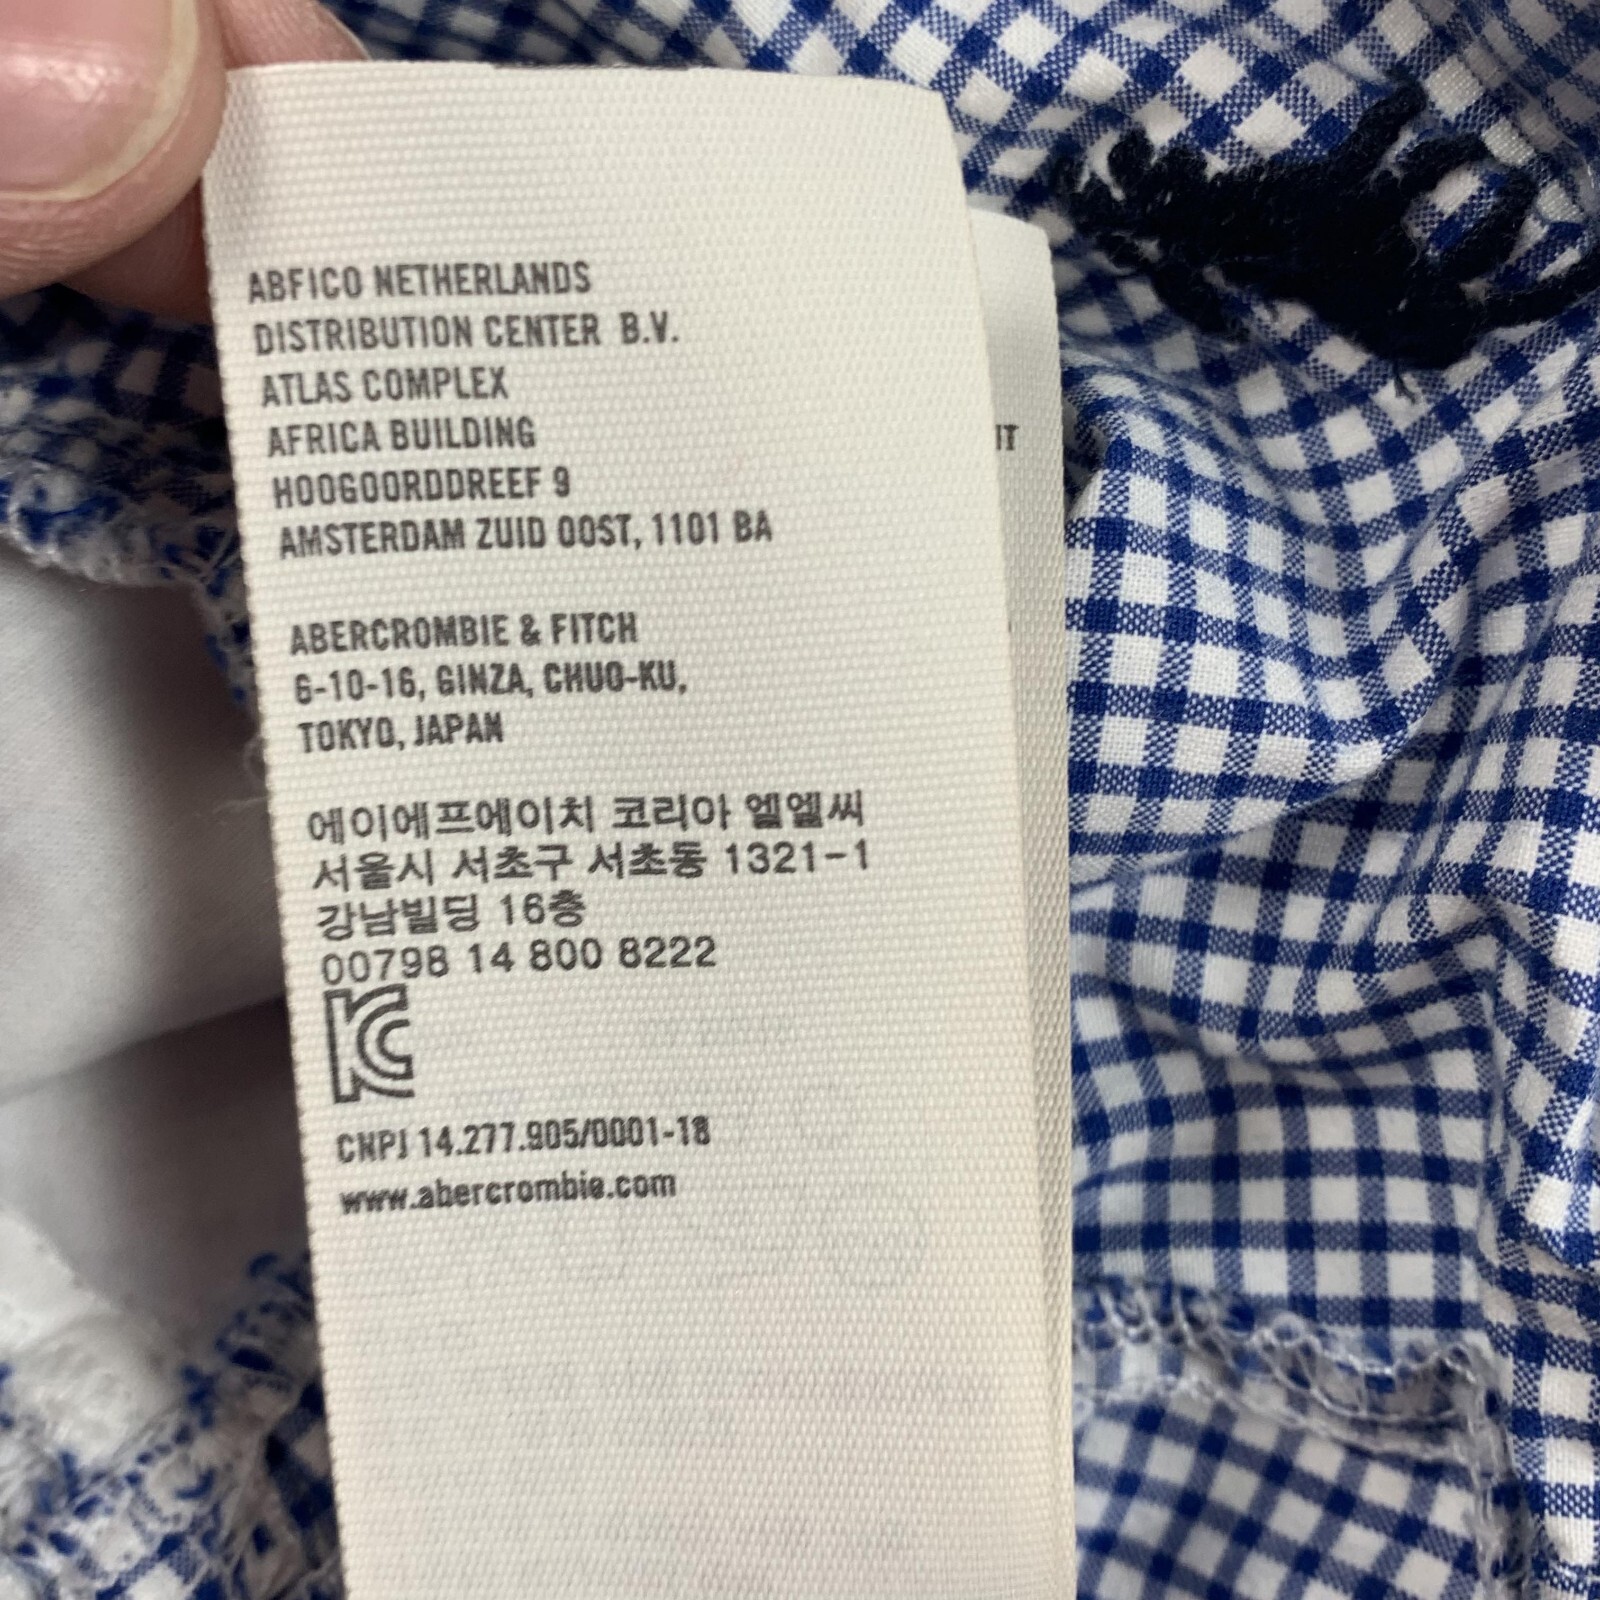 ABFICO NETHERLANDS
DISTRIBUTION CENTER B.V.
ATLAS COMPLEX
AFRICA BUILDING
HOOGOORDDREEF 9
AMSTERDAM ZUID OOST, 1101 BA
ABERCROMBIE & FITCH
6-10-16, GINZA, CHUO-KU,
TOKYO, JAPAN
에이에프에이치 코리아 엘엘씨
서울시 서초구 서초동 1321-1
강남빌딩 16층
00798 14 800 8222
KC
CNPJ 14.277.905/0001-18
www.abercrombie.com